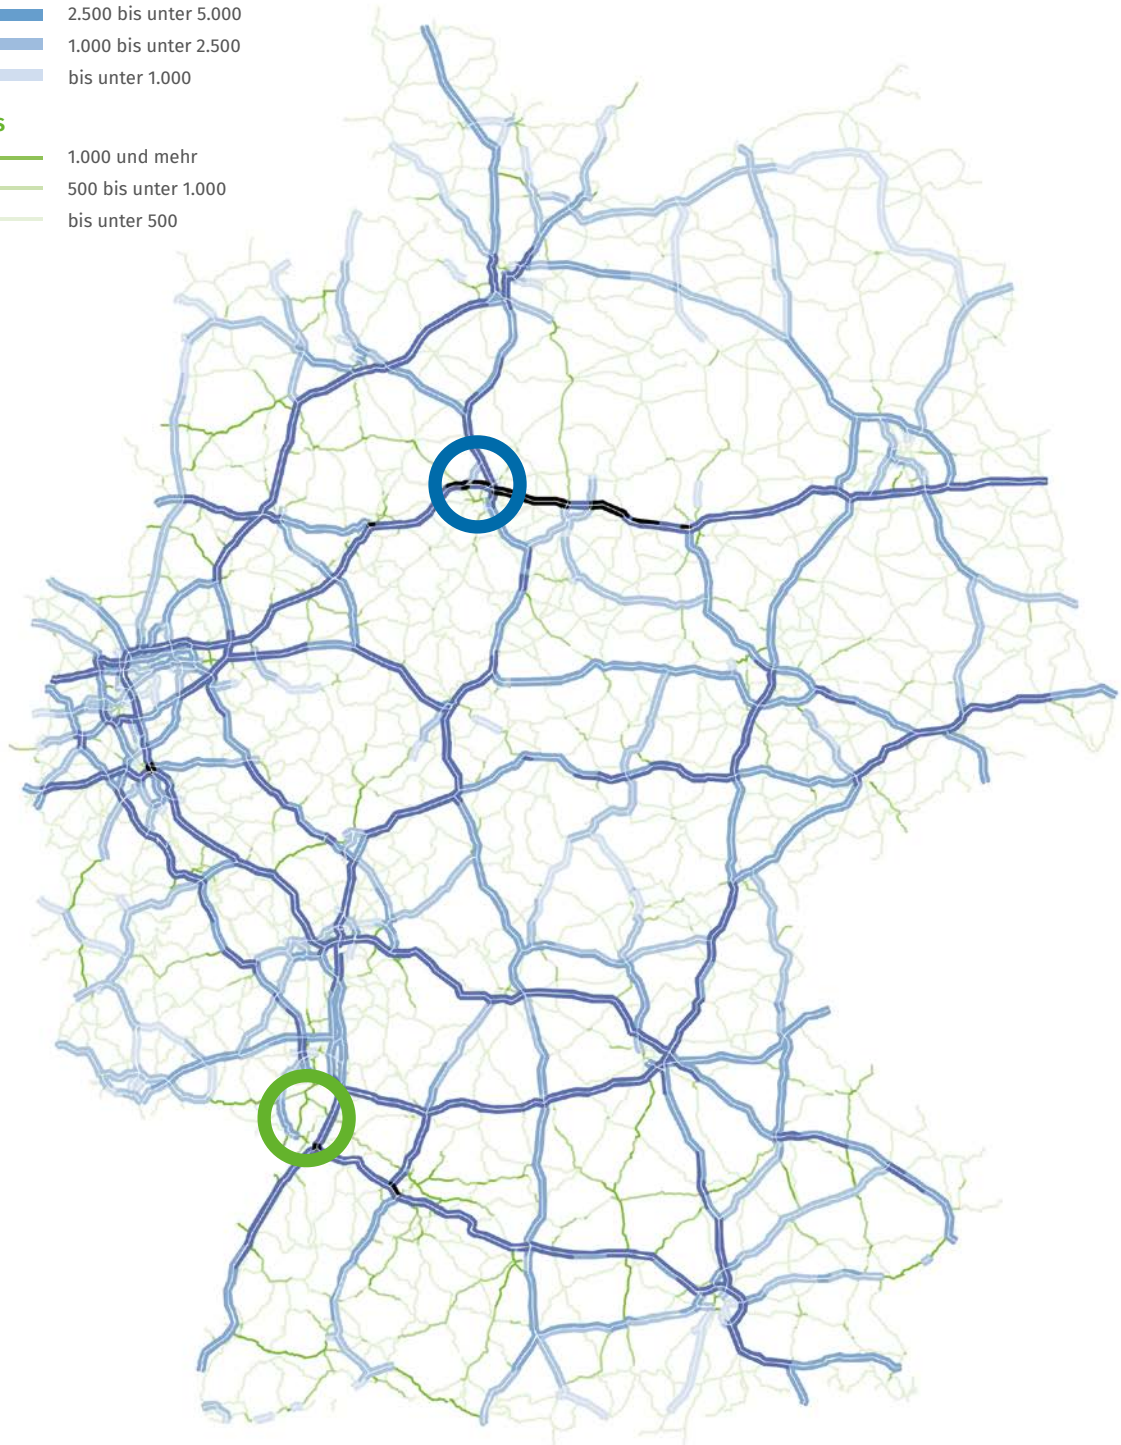 2.500 bis unter 5.000
1.000 bis unter 2.500
bis unter 1.000
s
1.000 und mehr
500 bis unter 1.000
bis unter 500